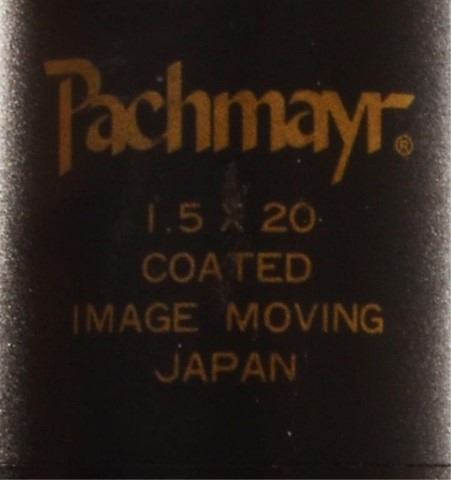 Pachmayr®
1.5 X 20
COATED
IMAGE MOVING
JAPAN